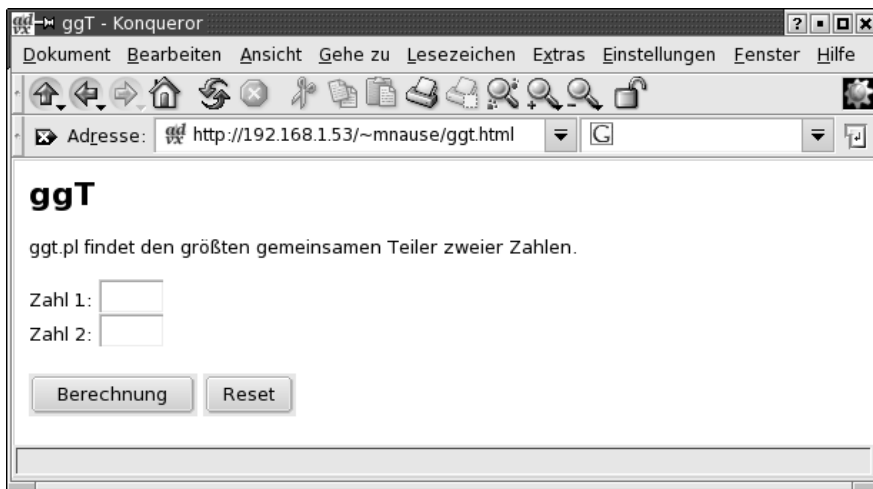 ggT - Konqueror
Dokument Bearbeiten Ansicht Gehe zu Lesezeichen Extras Einstellungen Fenster Hilfe
Adresse: http://192.168.1.53/~mnause/ggt.html G
ggT
ggt.pl findet den größten gemeinsamen Teiler zweier Zahlen.
Zahl 1:
Zahl 2:
Berechnung Reset